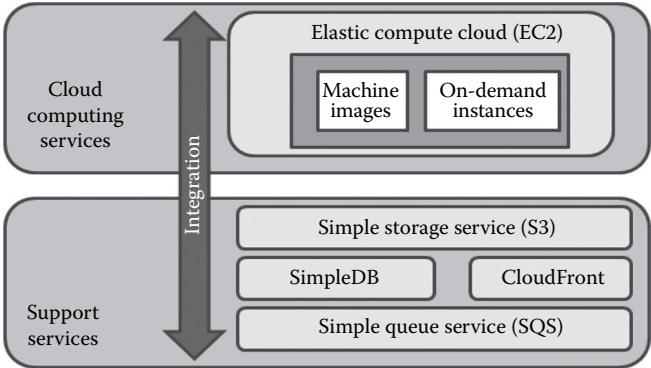 Elastic compute cloud (EC2)
Cloud
computing
services
Machine
images
On-demand
instances
Integration
Simple storage service (S3)
SimpleDB
CloudFront
Support
services
Simple queue service (SQS)